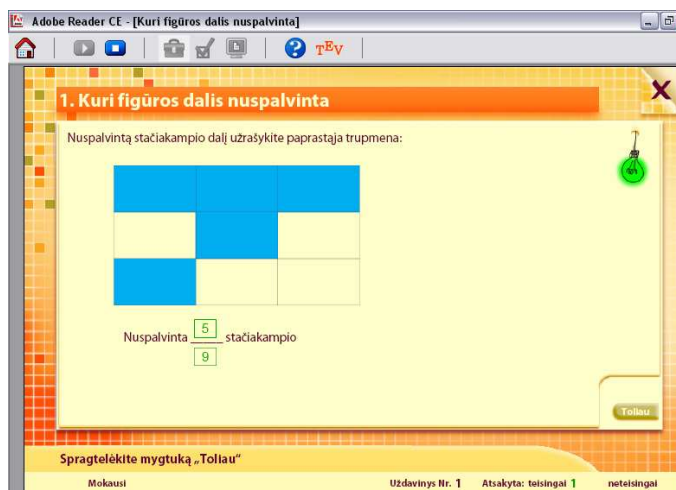 Adobe Reader CE - [Kuri figūros dalis nuspalvinta]
TEV
1. Kuri figūros dalis nuspalvinta
Nuspalvintą stačiakampio dalį užrašykite paprastąja trupmena:
Nuspalvinta 5/9 stačiakampio
Toliau
Spragtelėkite mygtuką „Toliau“
Mokausi Uždavinys Nr. 1 Atsakyta: teisingai 1 neteisingai